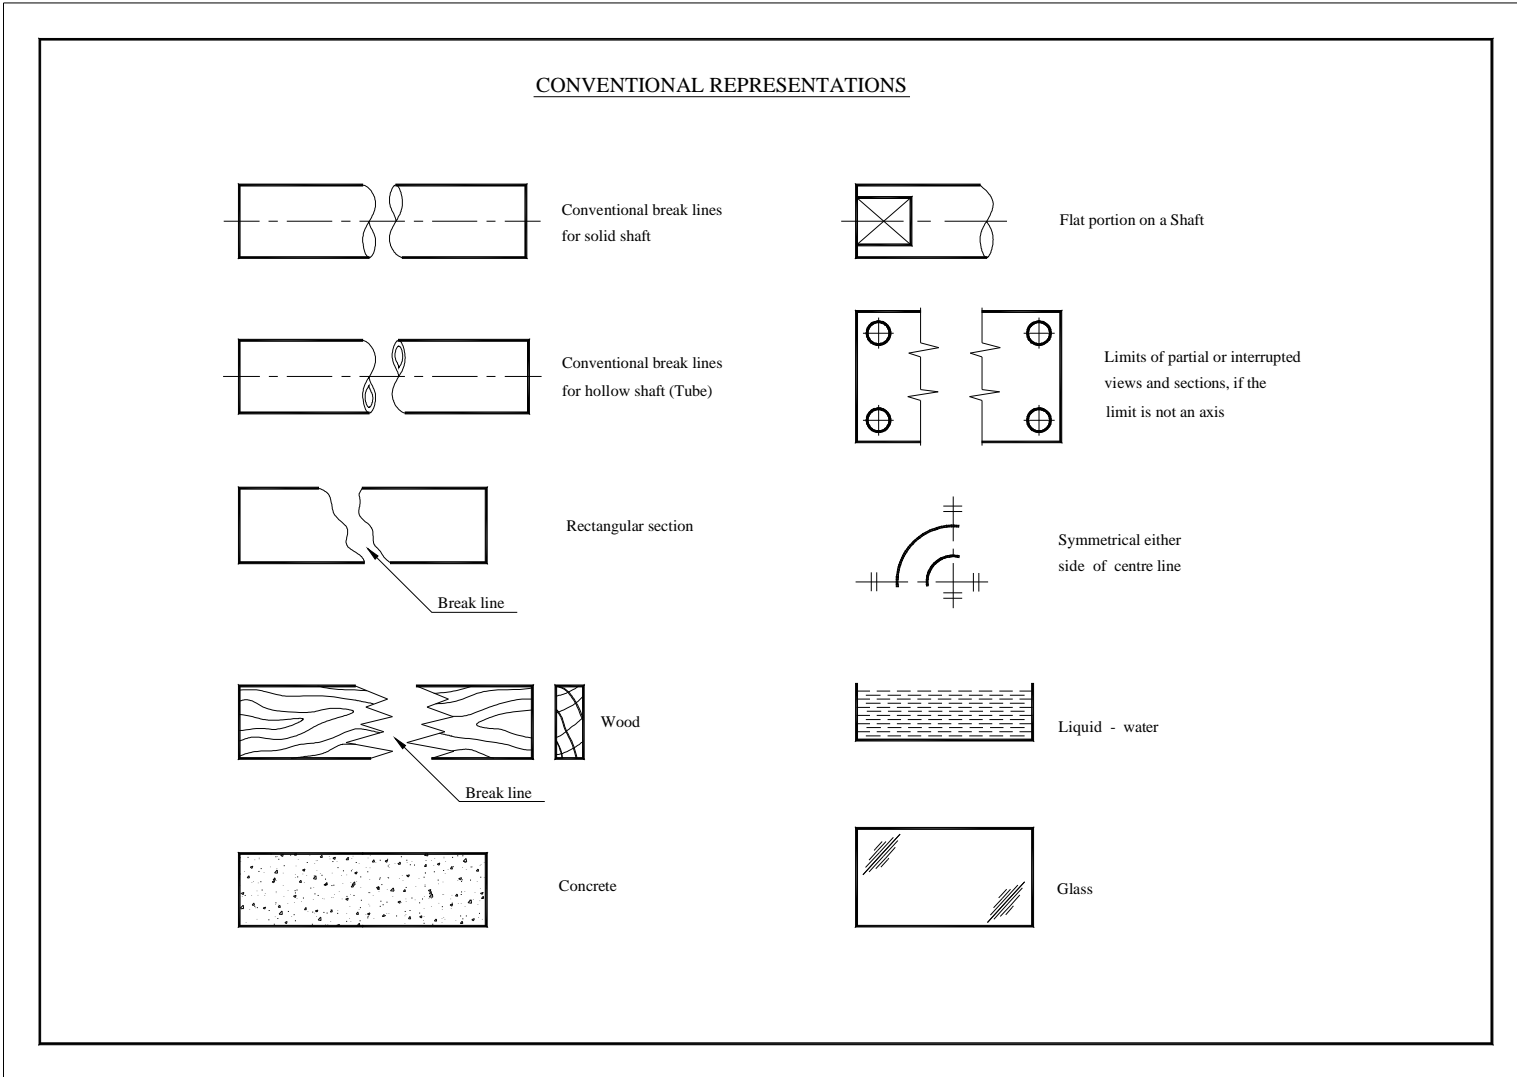 CONVENTIONAL REPRESENTATIONS
Conventional break lines
for solid shaft
Conventional break lines
for hollow shaft (Tube)
Rectangular section
Break line
Wood
Break line
Concrete
Flat portion on a Shaft
Limits of partial or interrupted
views and sections, if the
limit is not an axis
Symmetrical either
side of centre line
Liquid - water
Glass